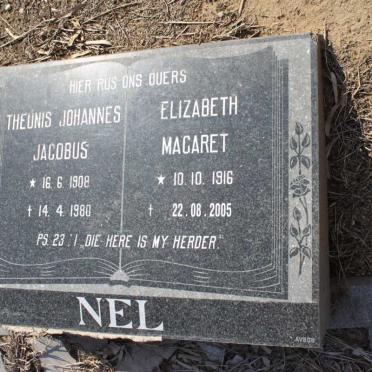 HIER RUS ONS OUERS
THEUNIS JOHANNES
JACOBUS
★ 16. 6. 1908
† 14. 4. 1980
ELIZABETH
MAGARET
★ 10. 10. 1916
† 22. 08. 2005
PS. 23 : 1 „DIE HERE IS MY HERDER."
NEL
AVBOB